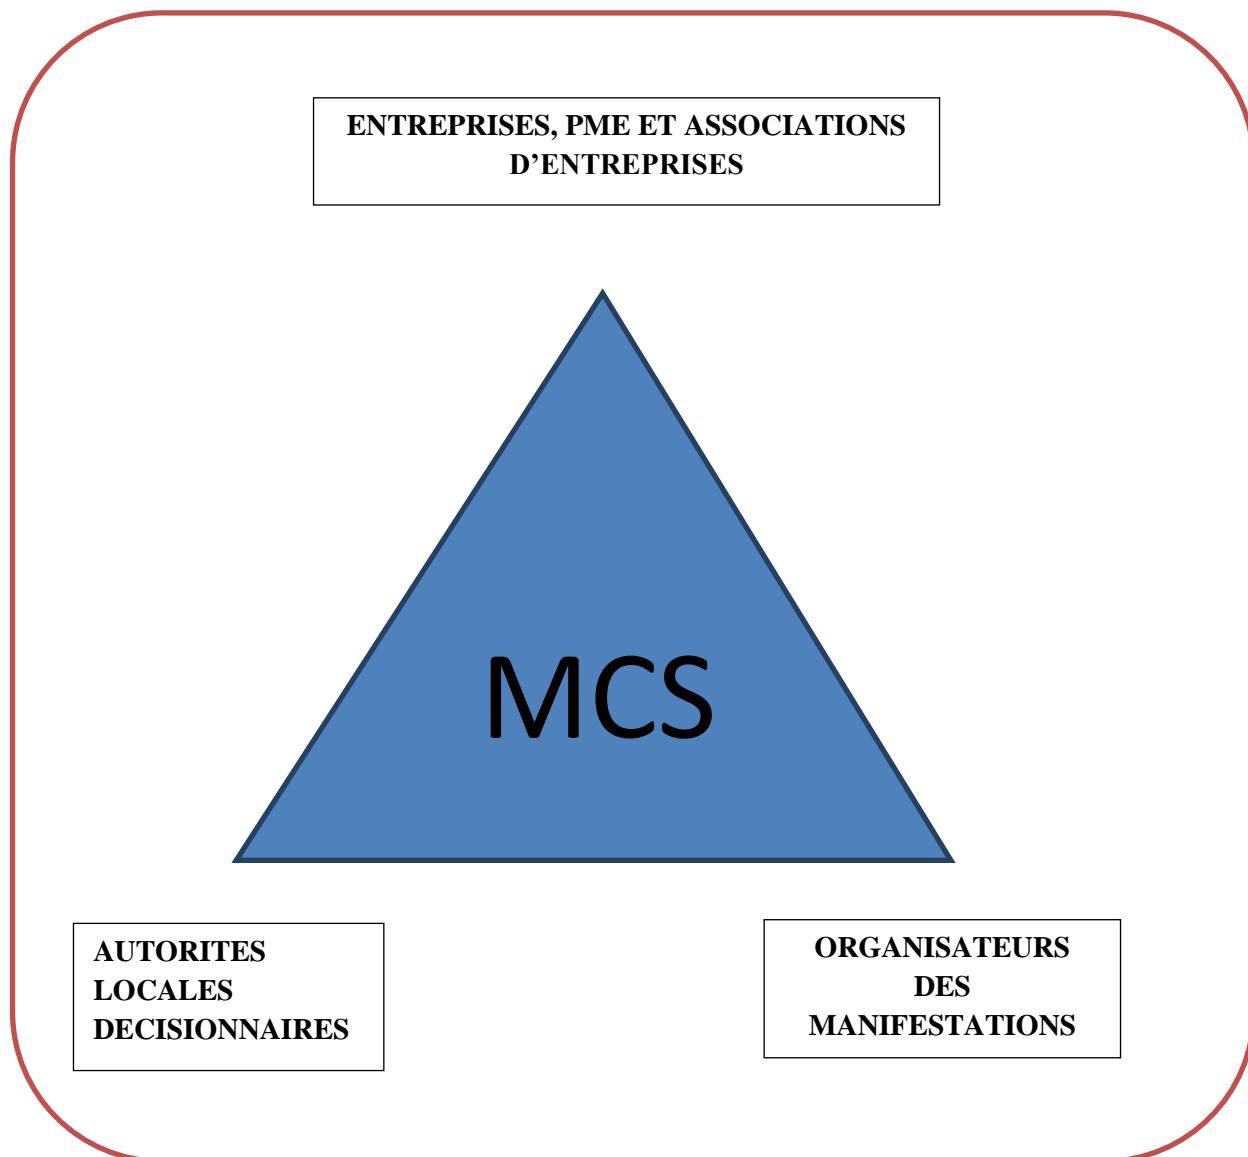 ENTREPRISES, PME ET ASSOCIATIONS
D’ENTREPRISES
MCS
AUTORITES
LOCALES
DECISIONNAIRES
ORGANISATEURS
DES
MANIFESTATIONS